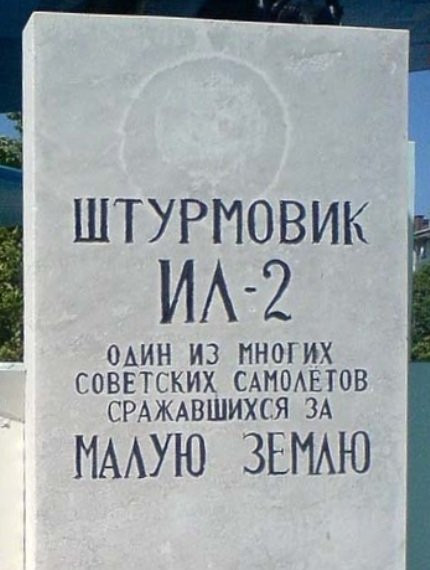 ШТУРМОВИК
ИЛ-2
ОДИН ИЗ МНОГИХ
СОВЕТСКИХ САМОЛЁТОВ
СРАЖАВШИХСЯ ЗА
МАЛУЮ ЗЕМЛЮ